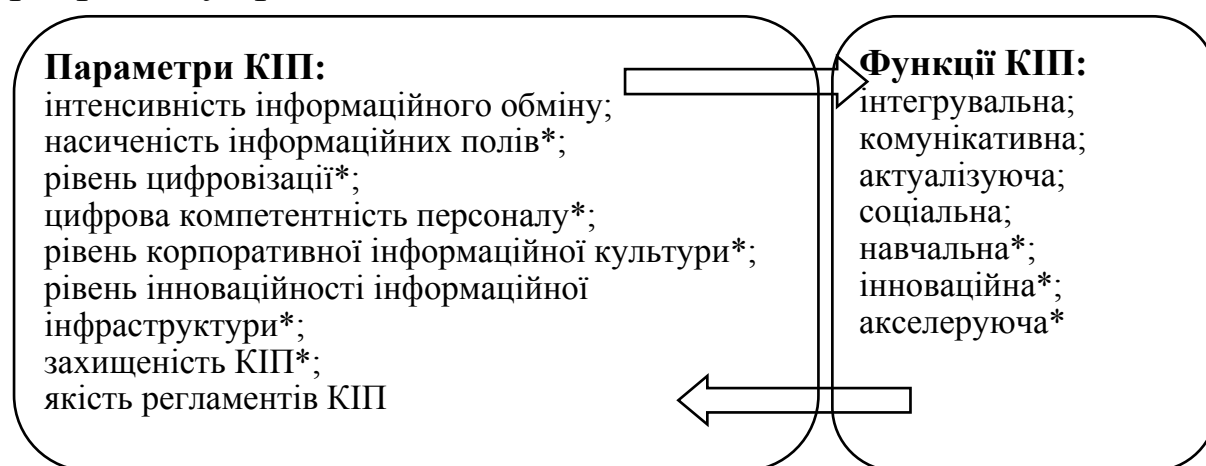 Параметри КІП:
інтенсивність інформаційного обміну;
насиченість інформаційних полів*;
рівень цифровізації*;
цифрова компетентність персоналу*;
рівень корпоративної інформаційної культури*;
рівень інноваційності інформаційної
інфраструктури*;
захищеність КІП*;
якість регламентів КІП
Функції КІП:
інтегрувальна;
комунікативна;
актуалізуюча;
соціальна;
навчальна*;
інноваційна*;
акселеруюча*